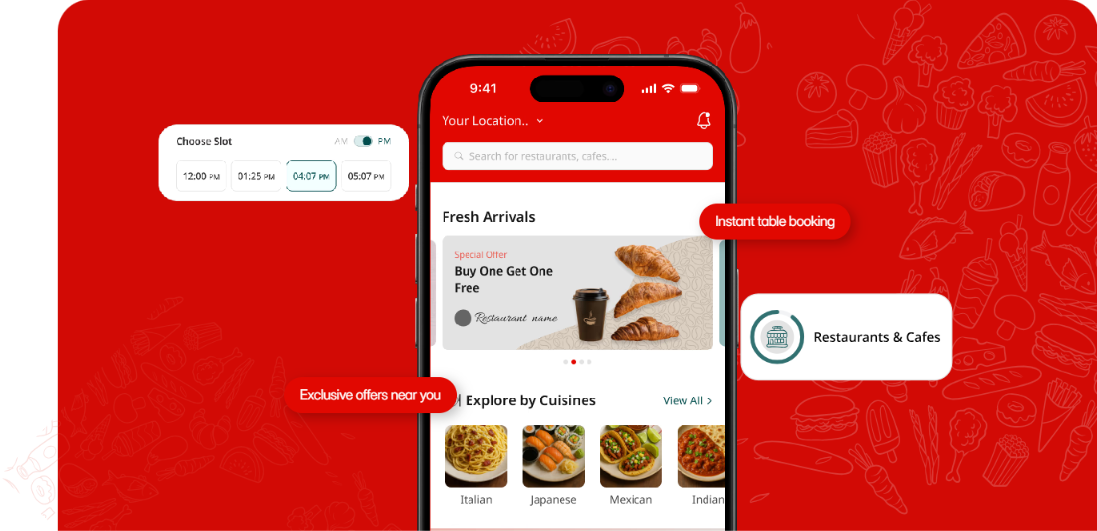 9:41
Your Location..
Search for restaurants, cafes....
Choose Slot
AM PM
12:00 PM 01:25 PM 04:07 PM 05:07 PM
Fresh Arrivals
Instant table booking
Special Offer
Buy One Get One
Free
Restaurant name
Restaurants & Cafes
Exclusive offers near you
Explore by Cuisines
View All
Italian
Japanese
Mexican
Indian